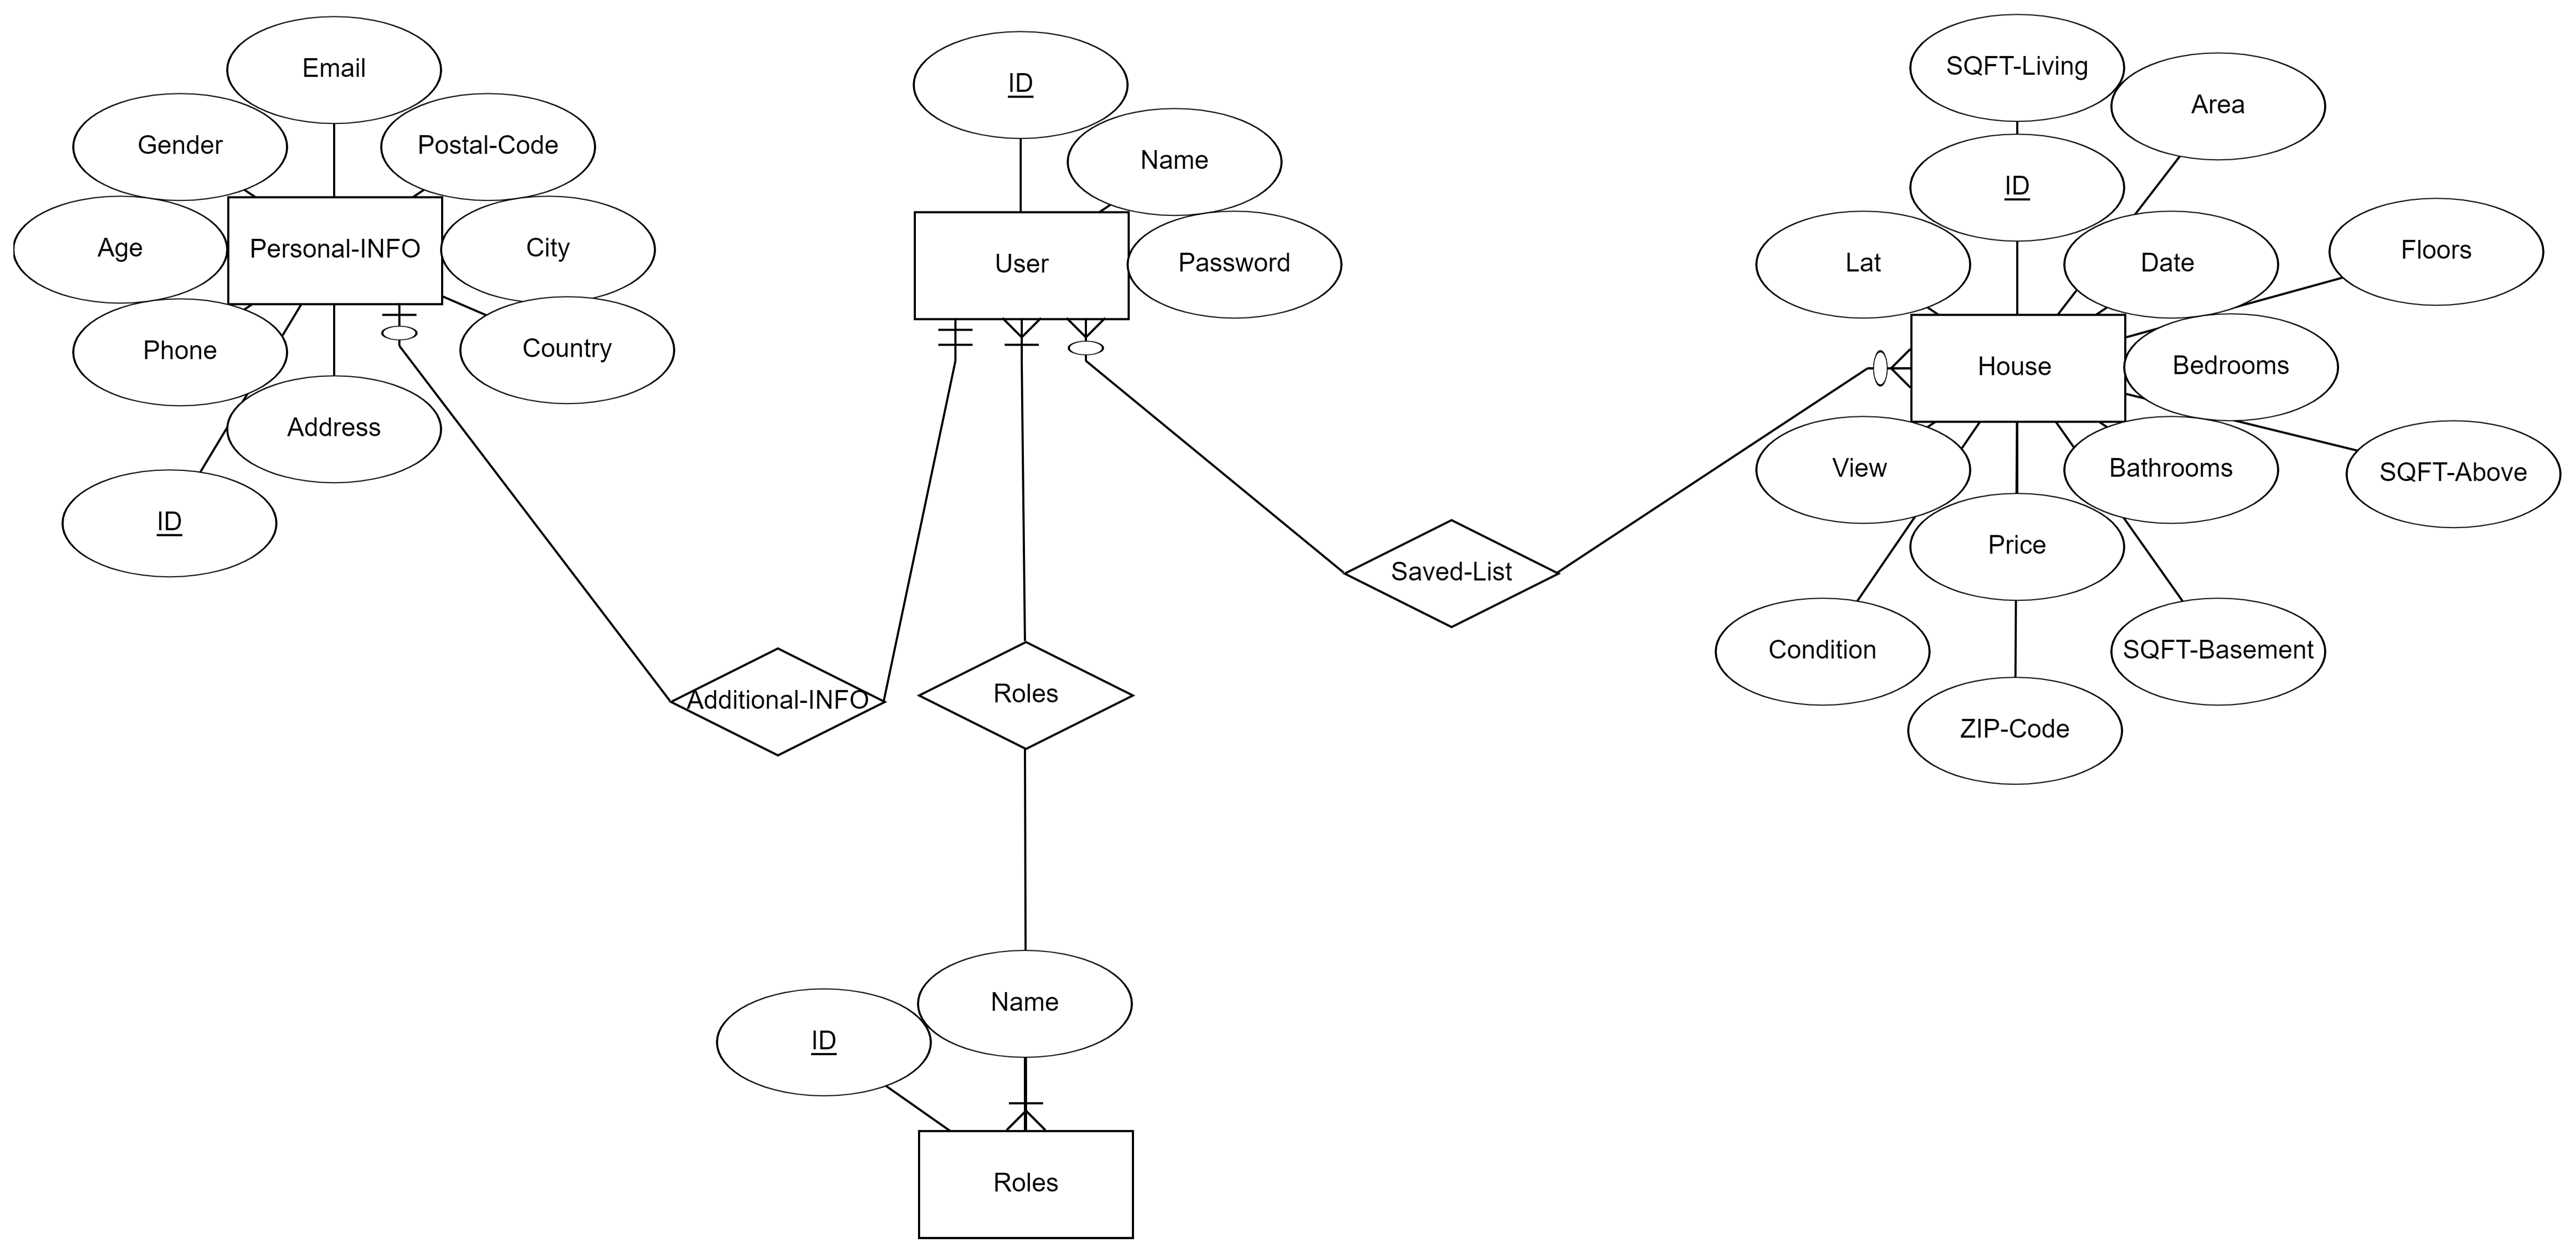 Email
Gender
Postal-Code
Age
Personal-INFO
City
Phone
Country
Address
ID
ID
Name
User
Password
SQFT-Living
Area
ID
Lat
Date
Floors
House
Bedrooms
View
Bathrooms
SQFT-Above
Price
Condition
SQFT-Basement
ZIP-Code
Saved-List
Additional-INFO
Roles
Name
ID
Roles